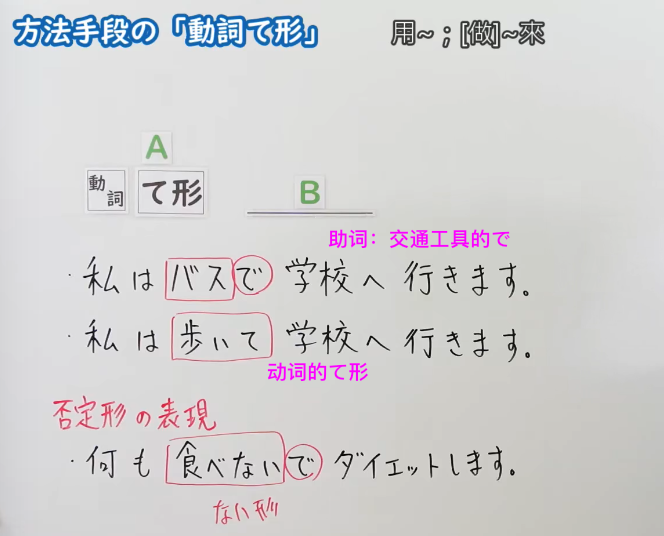 方法手段の「動詞て形」 用~；[做]~來
A
動詞 て形 B
助词：交通工具的で
・私は バス で 学校へ 行きます。
・私は 歩いて 学校へ 行きます。
动词的て形
否定形の表現
・何も 食べない で ダイエットします。
ない形